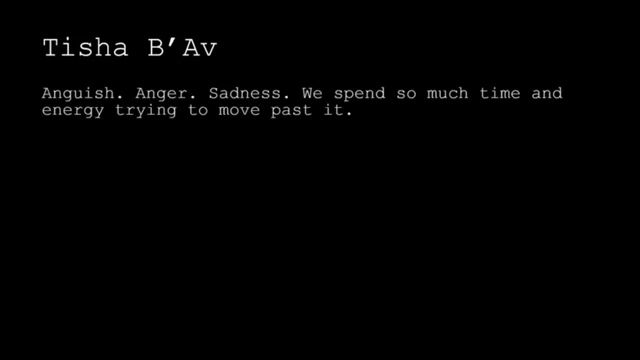 Tisha B’Av
Anguish. Anger. Sadness. We spend so much time and
energy trying to move past it.